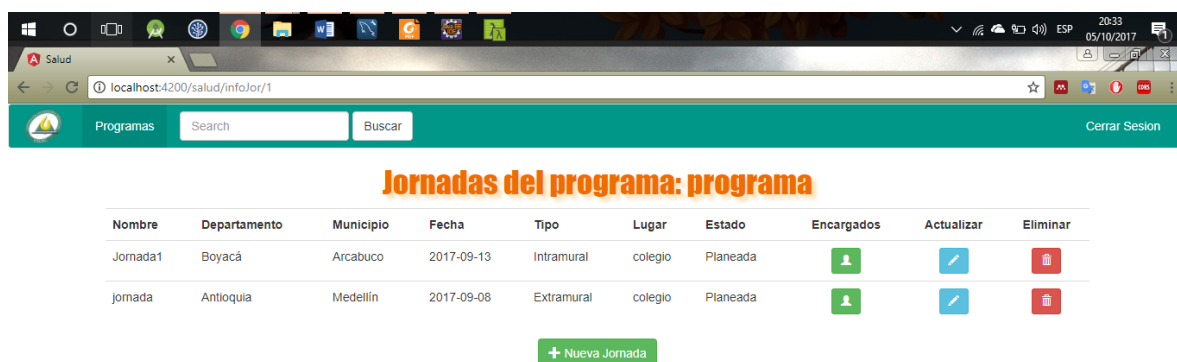 ESP
20:33
05/10/2017
Salud
localhost:4200/salud/infoJor/1
Programas Search Buscar Cerrar Sesion
Jornadas del programa: programa
Nombre Departamento Municipio Fecha Tipo Lugar Estado Encargados Actualizar Eliminar
Jornada1 Boyacá Arcabuco 2017-09-13 Intramural colegio Planeada
jornada Antioquia Medellín 2017-09-08 Extramural colegio Planeada
+ Nueva Jornada